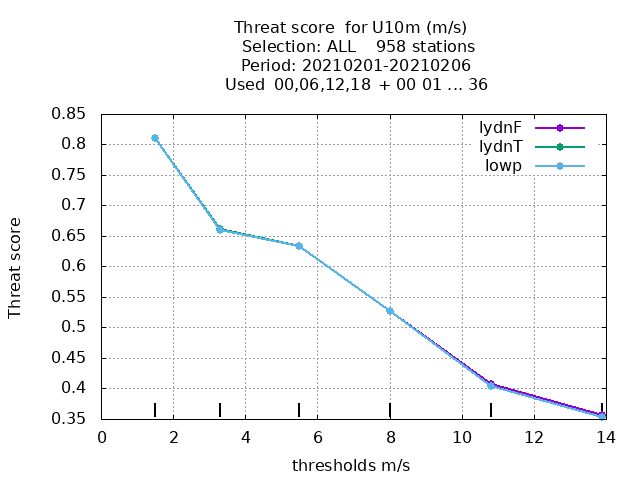 Threat score  for U10m (m/s)
Selection: ALL    958 stations
Period: 20210201-20210206
Used  00,06,12,18  + 00 01 ... 36
lydnF
lydnT
lowp
Threat score
0.85
0.8
0.75
0.7
0.65
0.6
0.55
0.5
0.45
0.4
0.35
0 2 4 6 8 10 12 14
thresholds m/s